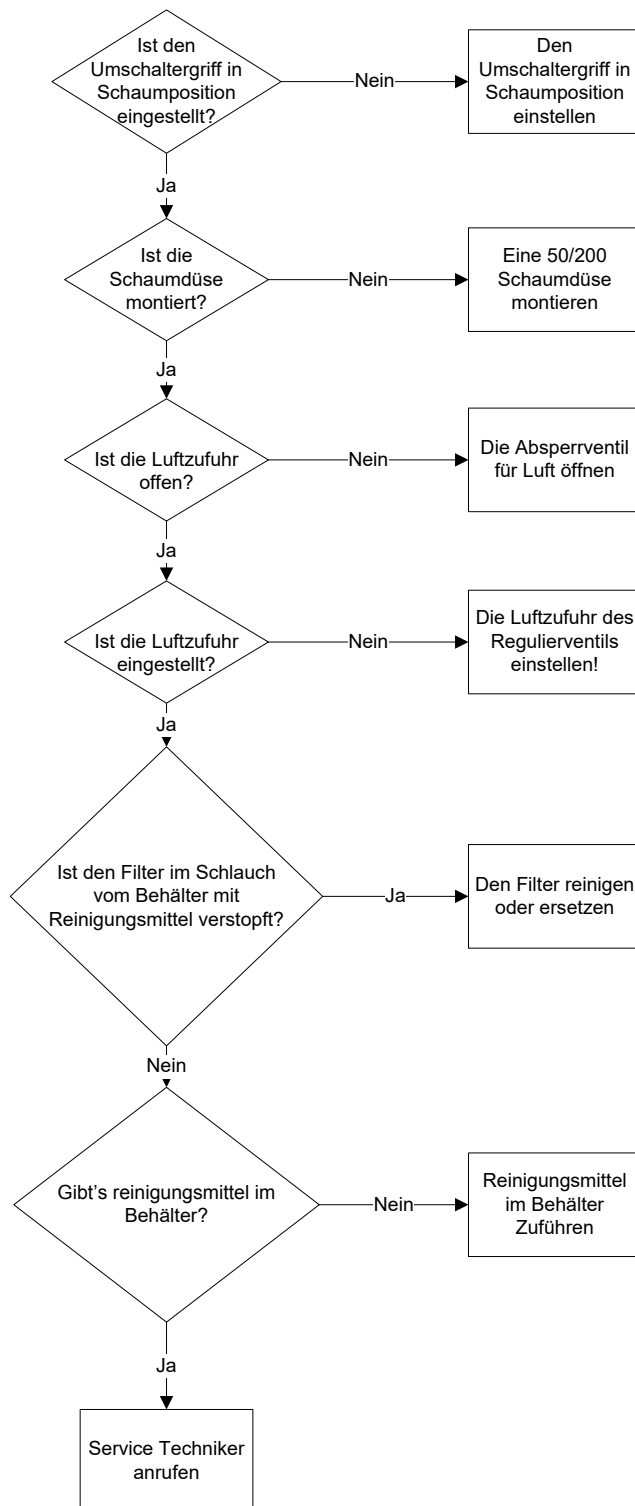 Ist den
Umschaltergriff in
Schaumposition
eingestellt?
Nein
Den
Umschaltergriff in
Schaumposition
einstellen
Ja
Ist die
Schaumdüse
montiert?
Nein
Eine 50/200
Schaumdüse
montieren
Ja
Ist die Luftzufuhr
offen?
Nein
Die Absperrventil
für Luft öffnen
Ja
Ist die Luftzufuhr
eingestellt?
Nein
Die Luftzufuhr des
Regulierventils
einstellen!
Ja
Ist den Filter im Schlauch
vom Behälter mit
Reinigungsmittel verstopft?
Ja
Den Filter reinigen
oder ersetzen
Nein
Gibt’s reinigungsmittel im
Behälter?
Nein
Reinigungsmittel
im Behälter
Zuführen
Ja
Service Techniker
anrufen